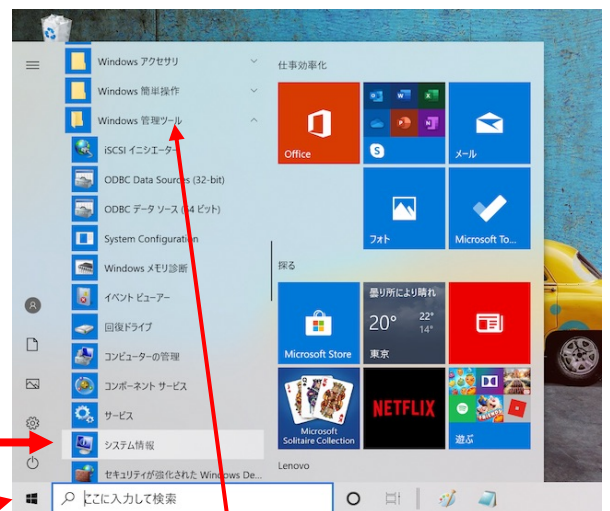 Windows アクセサリ
Windows 簡単操作
Windows 管理ツール
iSCSI イニシエーター
ODBC Data Sources (32-bit)
ODBC データ ソース (64 ビット)
System Configuration
Windows メモリ診断
イベント ビューアー
回復ドライブ
コンピューターの管理
コンポーネント サービス
サービス
システム情報
セキュリティが強化された Windows De...
ここに入力して検索
仕事効率化
Office
メール
フォト
Microsoft To...
探る
Microsoft Store
曇り所により晴れ
20°
22°
14°
東京
Microsoft
Solitaire Collection
NETFLIX
遊ぶ
Lenovo